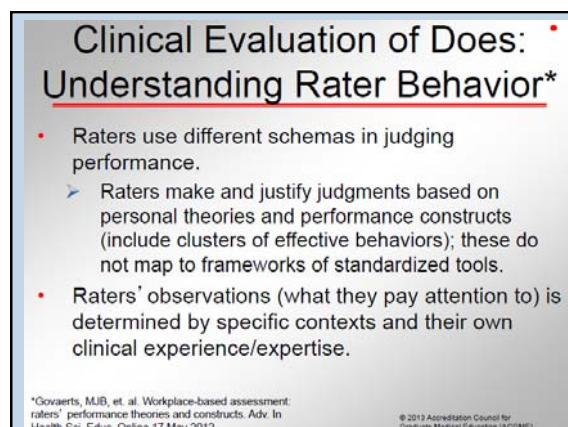 Clinical Evaluation of Does:
Understanding Rater Behavior*
• Raters use different schemas in judging
performance.
➢ Raters make and justify judgments based on
personal theories and performance constructs
(include clusters of effective behaviors); these do
not map to frameworks of standardized tools.
• Raters’ observations (what they pay attention to) is
determined by specific contexts and their own
clinical experience/expertise.
*Govaerts, MJB, et. al. Workplace-based assessment:
raters’ performance theories and constructs. Adv. In
Health Sci. Educ. Online 17 May 2012
© 2013 Accreditation Council for
Graduate Medical Education (ACGME)